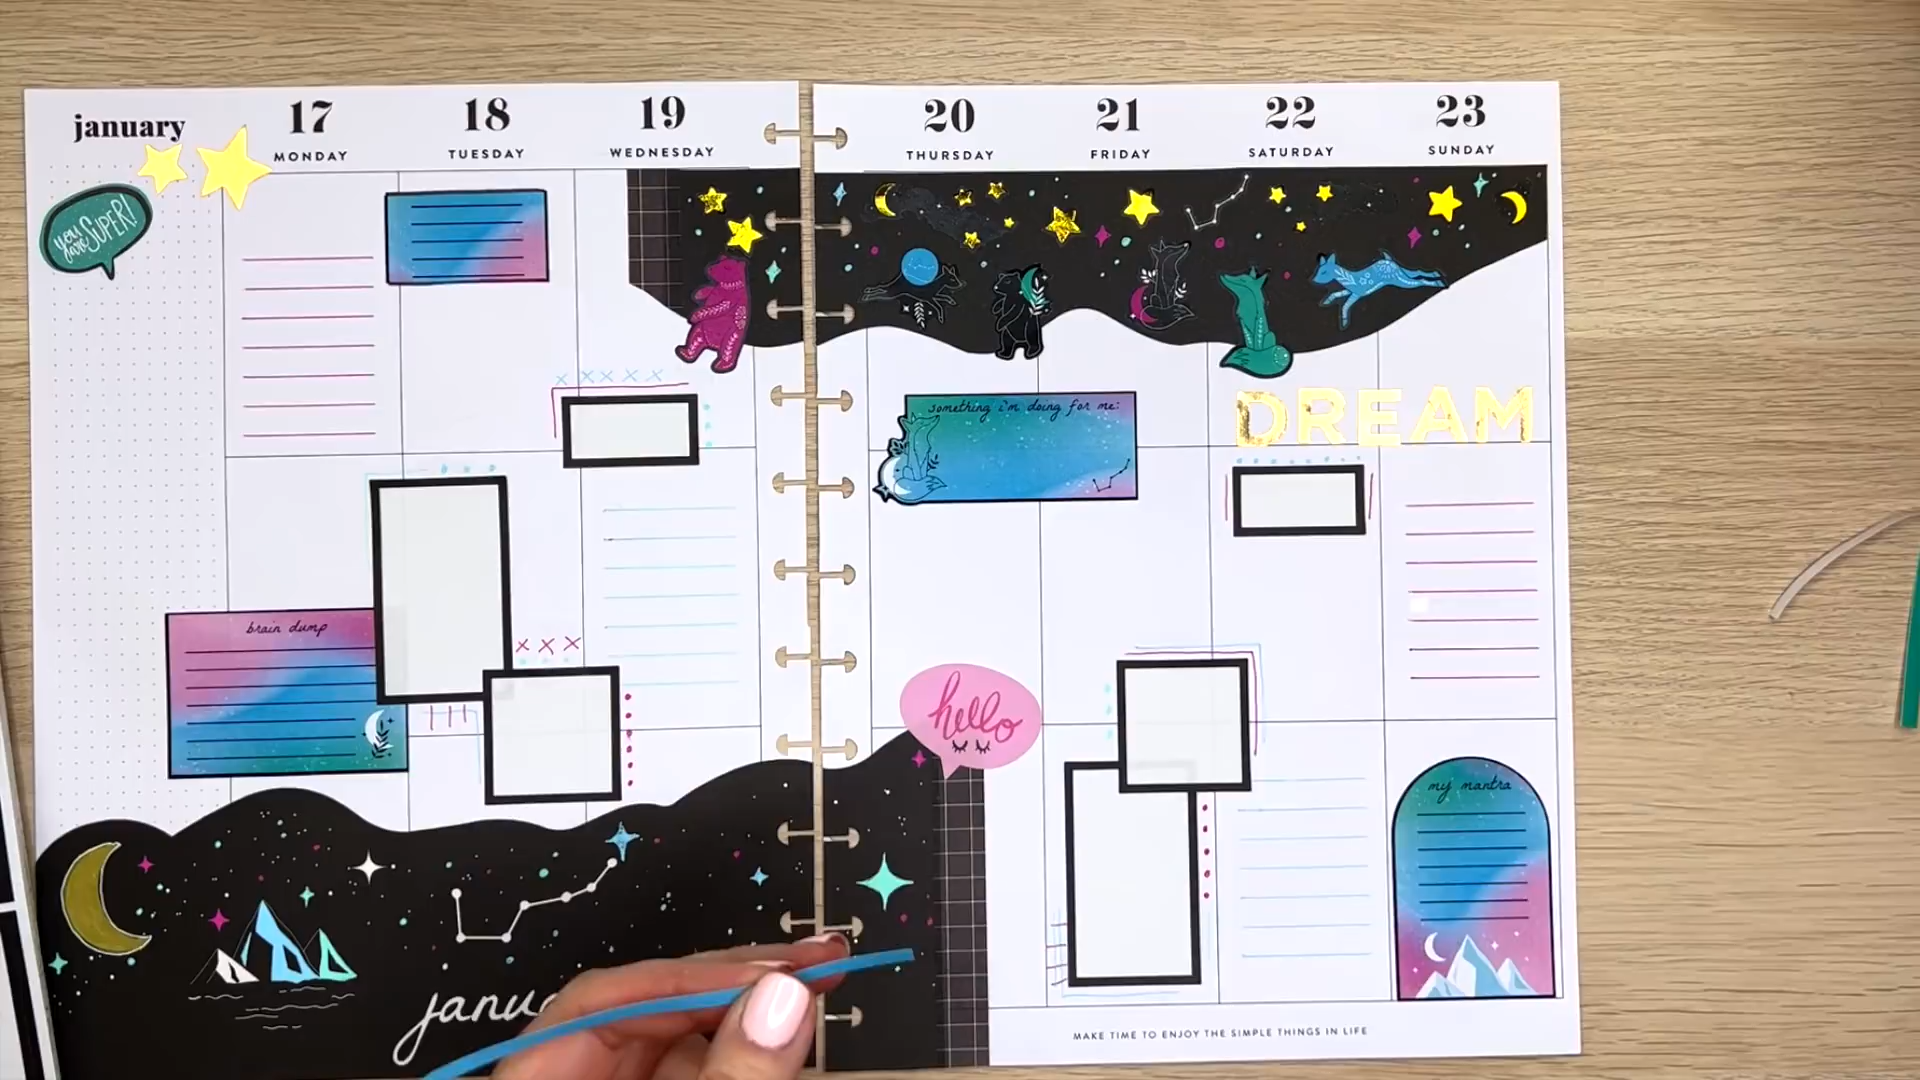 january
17
MONDAY
18
TUESDAY
19
WEDNESDAY
20
THURSDAY
21
FRIDAY
22
SATURDAY
23
SUNDAY
you
are SUPER!
something i'm doing for me:
DREAM
brain dump
hello
my mantra
janu
MAKE TIME TO ENJOY THE SIMPLE THINGS IN LIFE